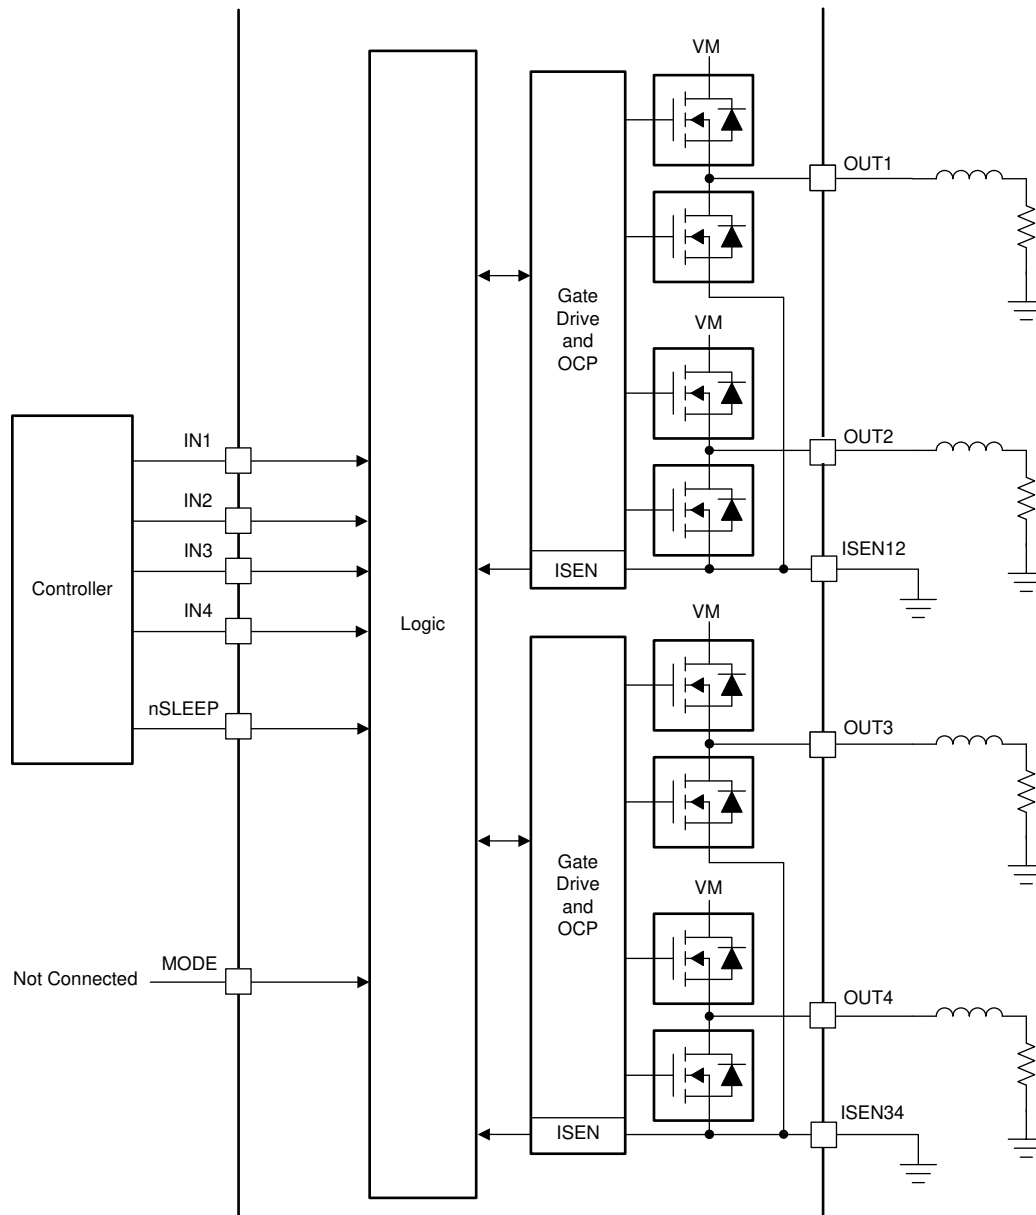 VM
OUT1
Gate
Drive
and
OCP
VM
OUT2
IN1
IN2
IN3
IN4
Controller
ISEN
ISEN12
Logic
VM
nSLEEP
OUT3
Gate
Drive
and
OCP
VM
Not Connected
MODE
OUT4
ISEN
ISEN34